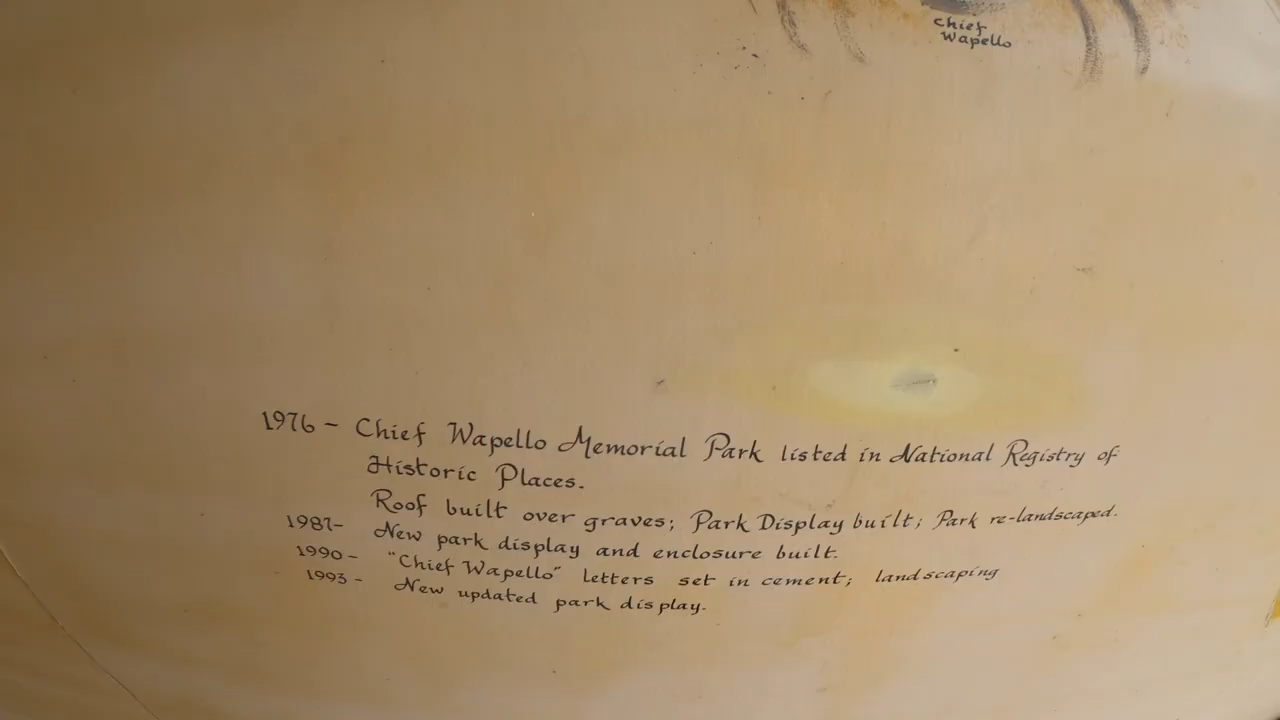 Chief
Wapello
1976 - Chief Wapello Memorial Park listed in National Registry of
Historic Places.
Roof built over graves; Park Display built; Park re-landscaped.
1987- New park display and enclosure built.
1990 - "Chief Wapello" letters set in cement; landscaping
1993 - New updated park display.